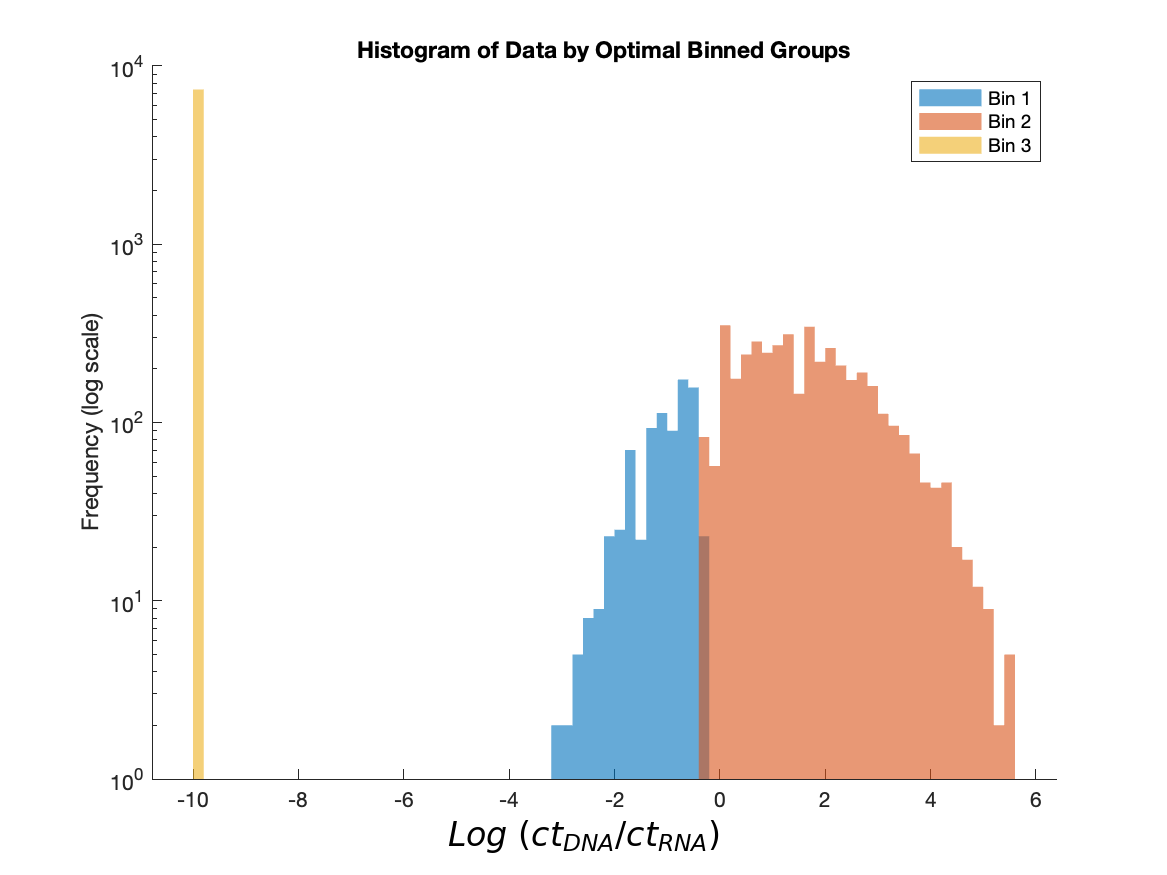 Histogram of Data by Optimal Binned Groups
Bin 1
Bin 2
Bin 3
10^4
10^3
10^2
10^1
10^0
Frequency (log scale)
-10 -8 -6 -4 -2 0 2 4 6
Log (ct_DNA/ct_RNA)